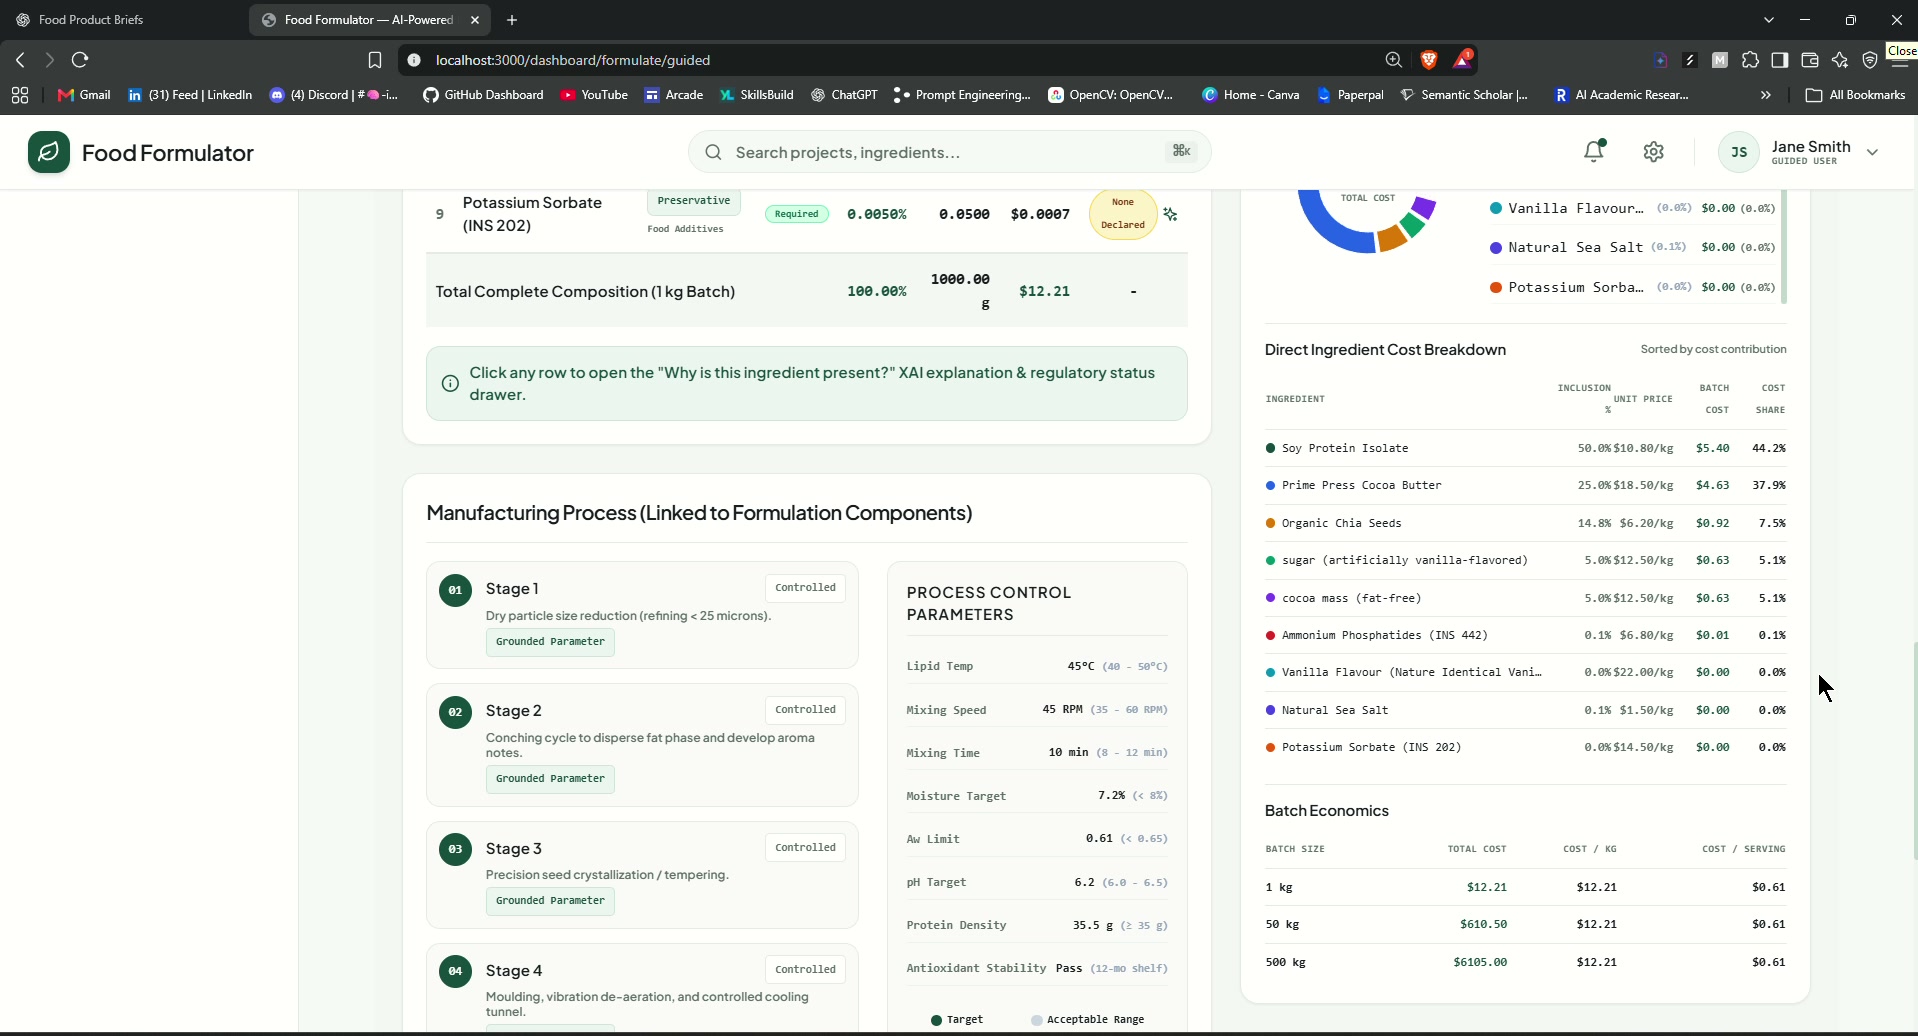 Food Product Briefs
Food Formulator — AI-Powered
localhost:3000/dashboard/formulate/guided
1
Close
Gmail
(31) Feed | LinkedIn
(4) Discord | #🧠-i...
GitHub Dashboard
YouTube
Arcade
SkillsBuild
ChatGPT
Prompt Engineering...
OpenCV: OpenCV...
Home - Canva
Paperpal
Semantic Scholar |...
AI Academic Resear...
All Bookmarks
Food Formulator
Search projects, ingredients...
⌘K
JS
Jane Smith
GUIDED USER
9 Potassium Sorbate (INS 202) Preservative Food Additives Required 0.0050% 0.0500 $0.0007 None Declared
Total Complete Composition (1 kg Batch) 100.00% 1000.00 g $12.21 -
Click any row to open the "Why is this ingredient present?" XAI explanation & regulatory status
drawer.
Manufacturing Process (Linked to Formulation Components)
01 Stage 1 Controlled
Dry particle size reduction (refining < 25 microns).
Grounded Parameter
02 Stage 2 Controlled
Conching cycle to disperse fat phase and develop aroma
notes.
Grounded Parameter
03 Stage 3 Controlled
Precision seed crystallization / tempering.
Grounded Parameter
04 Stage 4 Controlled
Moulding, vibration de-aeration, and controlled cooling
tunnel.
PROCESS CONTROL
PARAMETERS
Lipid Temp 45°C (40 - 50°C)
Mixing Speed 45 RPM (35 - 60 RPM)
Mixing Time 10 min (8 - 12 min)
Moisture Target 7.2% (< 8%)
Aw Limit 0.61 (< 0.65)
pH Target 6.2 (6.0 - 6.5)
Protein Density 35.5 g (≥ 35 g)
Antioxidant Stability Pass (12-mo shelf)
Target Acceptable Range
TOTAL COST
Vanilla Flavour… (0.0%) $0.00 (0.0%)
Natural Sea Salt (0.1%) $0.00 (0.0%)
Potassium Sorba… (0.0%) $0.00 (0.0%)
Direct Ingredient Cost Breakdown Sorted by cost contribution
INGREDIENT INCLUSION % UNIT PRICE BATCH COST COST SHARE
Soy Protein Isolate 50.0% $10.80/kg $5.40 44.2%
Prime Press Cocoa Butter 25.0% $18.50/kg $4.63 37.9%
Organic Chia Seeds 14.8% $6.20/kg $0.92 7.5%
sugar (artificially vanilla-flavored) 5.0% $12.50/kg $0.63 5.1%
cocoa mass (fat-free) 5.0% $12.50/kg $0.63 5.1%
Ammonium Phosphatides (INS 442) 0.1% $6.80/kg $0.01 0.1%
Vanilla Flavour (Nature Identical Vani… 0.0% $22.00/kg $0.00 0.0%
Natural Sea Salt 0.1% $1.50/kg $0.00 0.0%
Potassium Sorbate (INS 202) 0.0% $14.50/kg $0.00 0.0%
Batch Economics
BATCH SIZE TOTAL COST COST / KG COST / SERVING
1 kg $12.21 $12.21 $0.61
50 kg $610.50 $12.21 $0.61
500 kg $6105.00 $12.21 $0.61